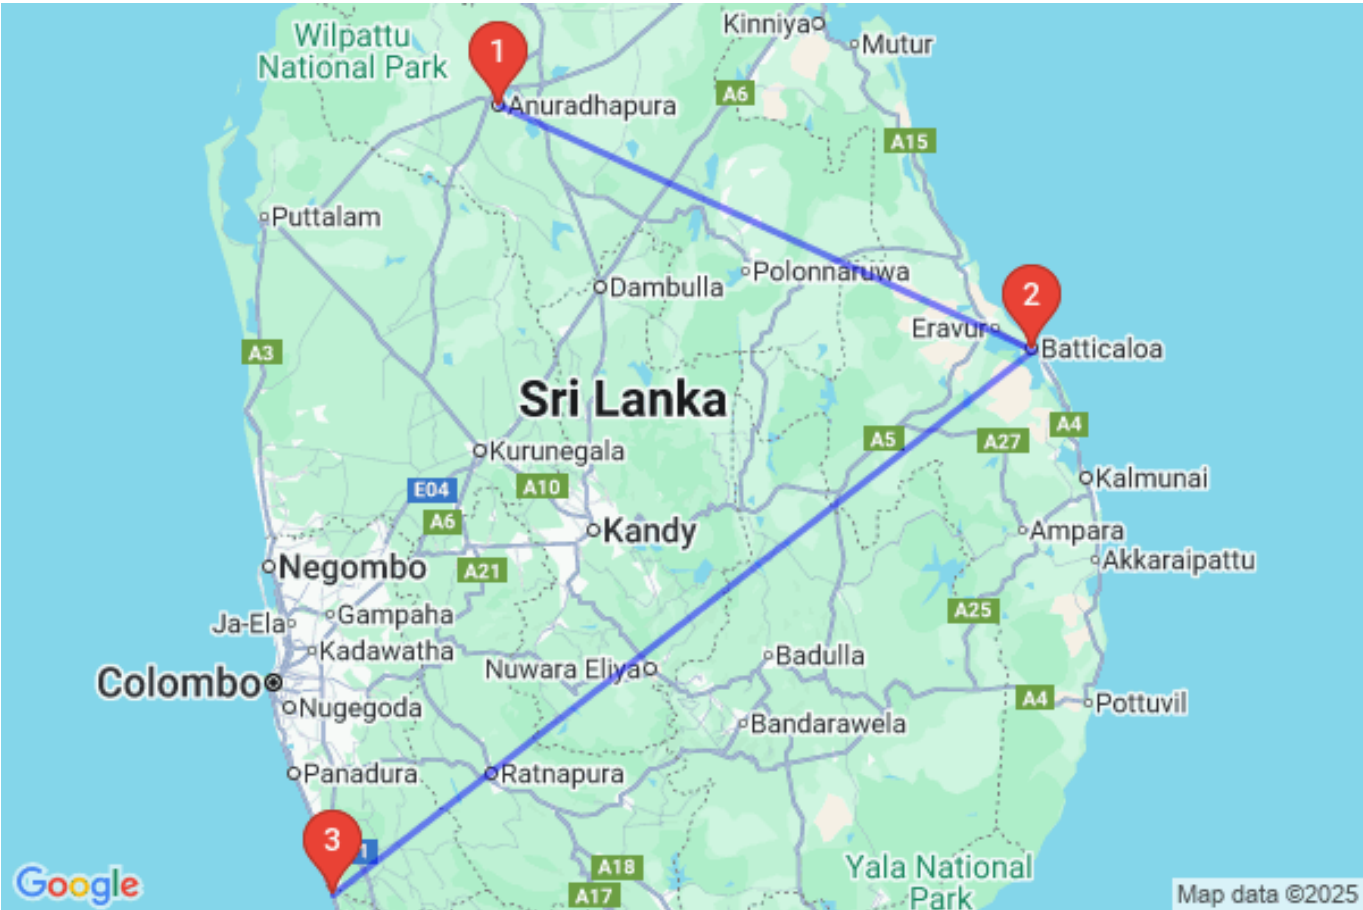 Kinniya
Wilpattu
National Park
Mutur
1
Anuradhapura
A6
A15
Puttalam
Polonnaruwa
Dambulla
2
Eravur
Batticaloa
A3
Sri Lanka
A4
A5
A27
Kurunegala
Kalmunai
E04
A10
A6
Kandy
Ampara
Negombo
A21
Akkaraipattu
Gampaha
A25
Ja-Ela
Kadawatha
Badulla
Nuwara Eliya
Colombo
A4
Pottuvil
Nugegoda
Bandarawela
Panadura
Ratnapura
3
1
A18
Yala National
Park
A17
Google
Map data ©2025